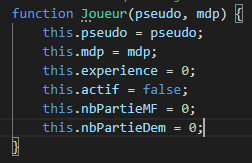 function Joueur(pseudo, mdp) {
this.pseudo = pseudo;
this.mdp = mdp;
this.experience = 0;
this.actif = false;
this.nbPartieMF = 0;
this.nbPartieDem = 0;
}